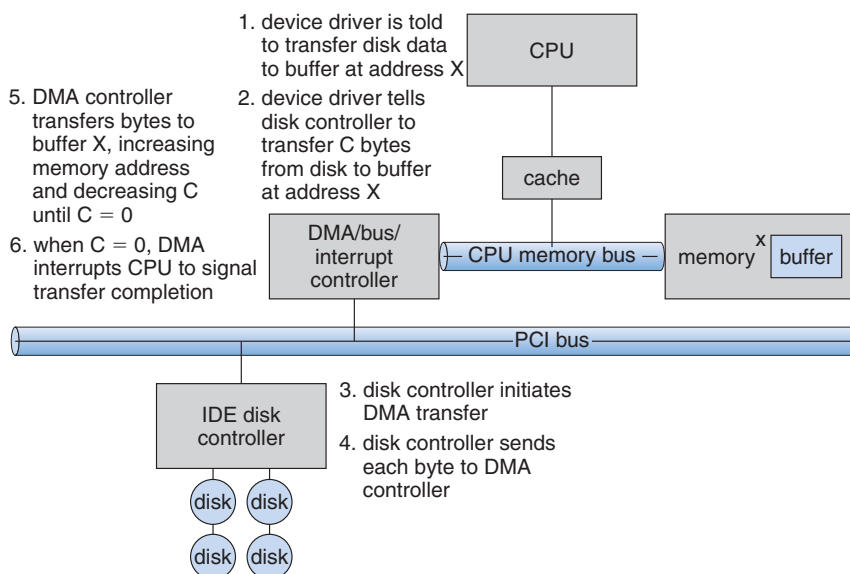 1. device driver is told
to transfer disk data
to buffer at address X
2. device driver tells
disk controller to
transfer C bytes
from disk to buffer
at address X
5. DMA controller
transfers bytes to
buffer X, increasing
memory address
and decreasing C
until C = 0
6. when C = 0, DMA
interrupts CPU to signal
transfer completion
CPU
cache
DMA/bus/
interrupt
controller
CPU memory bus
memory
X
buffer
PCI bus
IDE disk
controller
3. disk controller initiates
DMA transfer
4. disk controller sends
each byte to DMA
controller
disk
disk
disk
disk